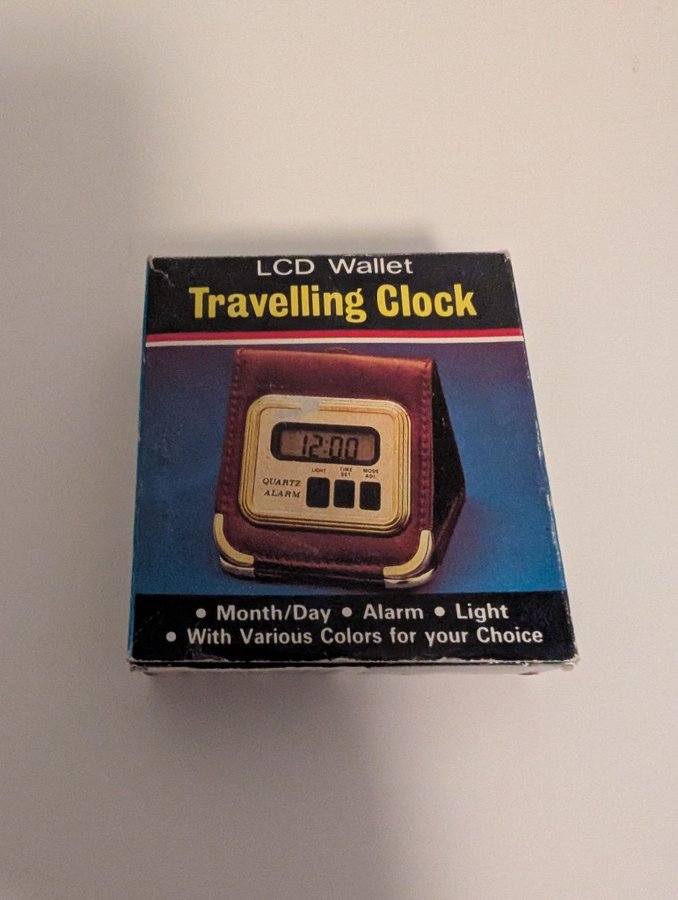 LCD Wallet
Travelling Clock
12:00
LIGHT TIME SET MODE ADJ.
QUARTZ
ALARM
• Month/Day • Alarm • Light
• With Various Colors for your Choice